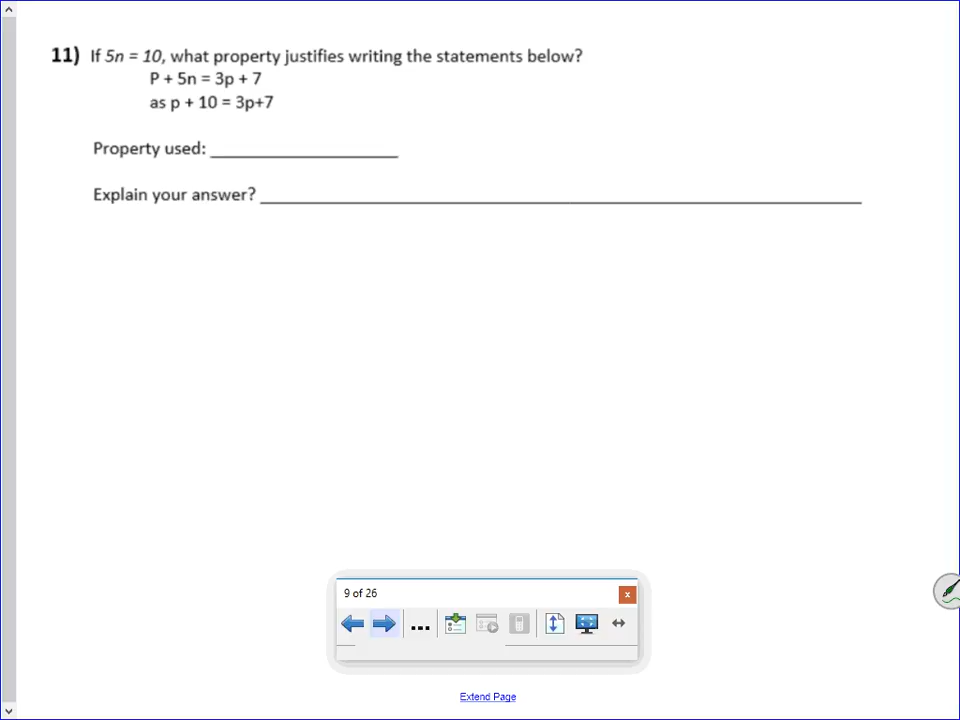 11) If 5n = 10, what property justifies writing the statements below?
P + 5n = 3p + 7
as p + 10 = 3p+7
Property used: ____________________
Explain your answer? ____________________
9 of 26
x
...
Extend Page